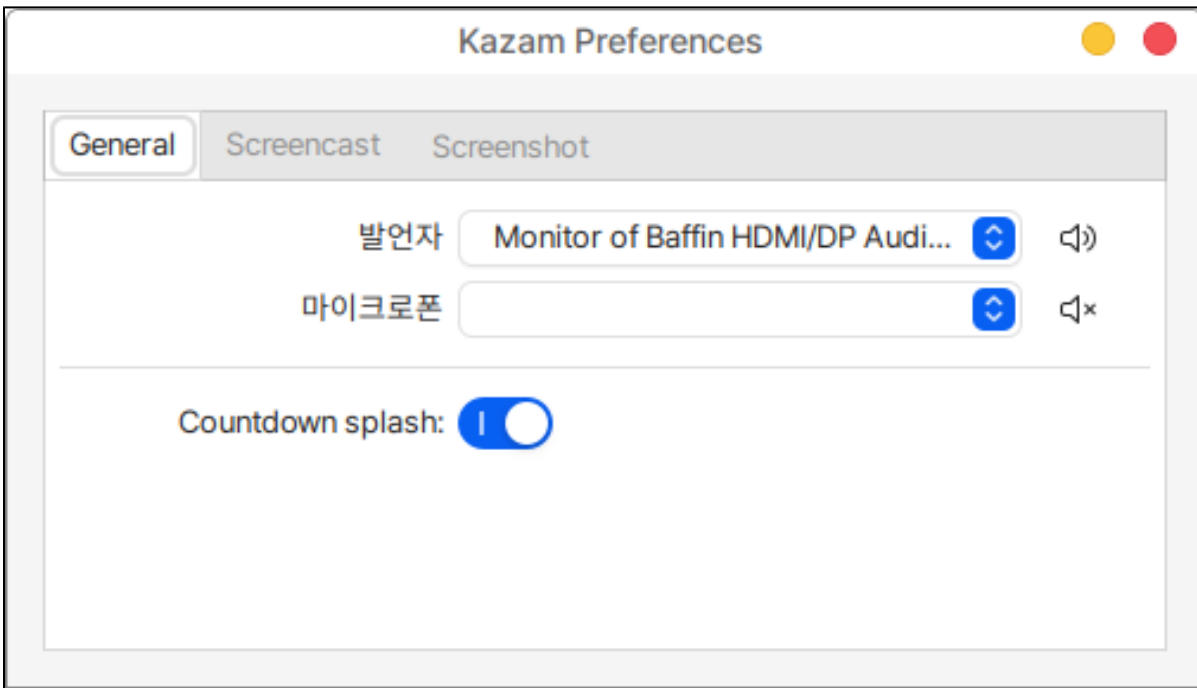 Kazam Preferences
General Screencast Screenshot
발언자 Monitor of Baffin HDMI/DP Audi...
마이크로폰
Countdown splash: